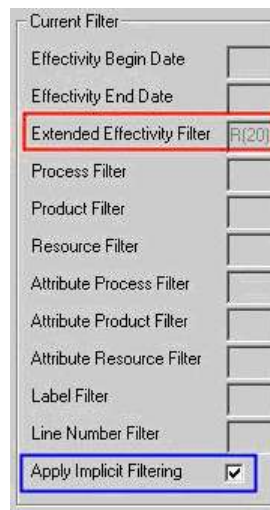 Current Filter
Effectivity Begin Date
Effectivity End Date
Extended Effectivity Filter R(20)
Process Filter
Product Filter
Resource Filter
Attribute Process Filter
Attribute Product Filter
Attribute Resource Filter
Label Filter
Line Number Filter
Apply Implicit Filtering